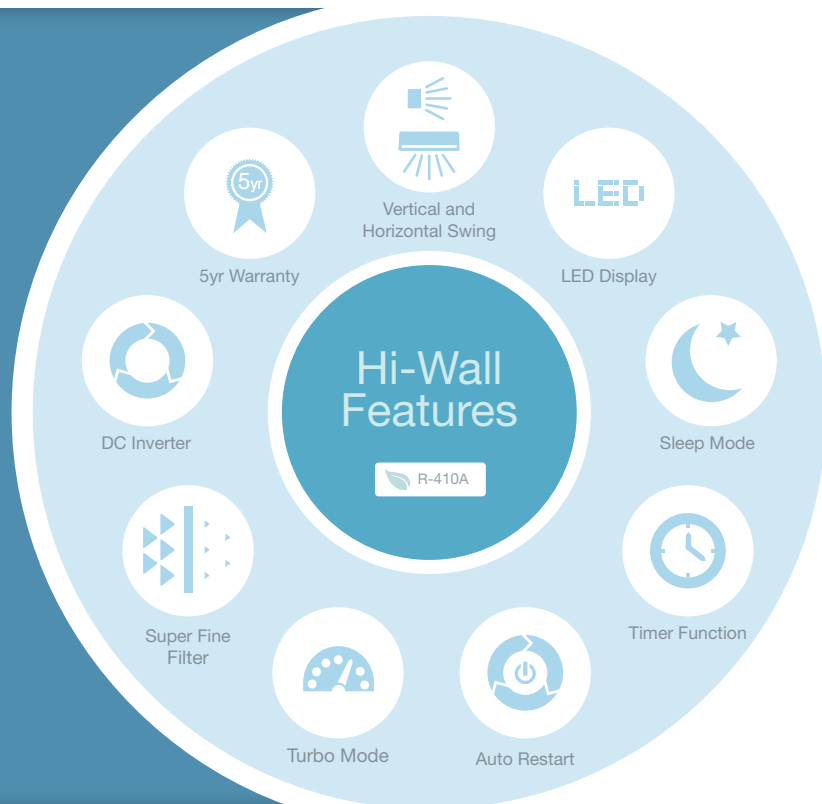 Vertical and
Horizontal Swing
5yr
5yr Warranty
LED
LED Display
Hi-Wall
Features
R-410A
DC Inverter
Sleep Mode
Super Fine
Filter
Timer Function
Turbo Mode
Auto Restart